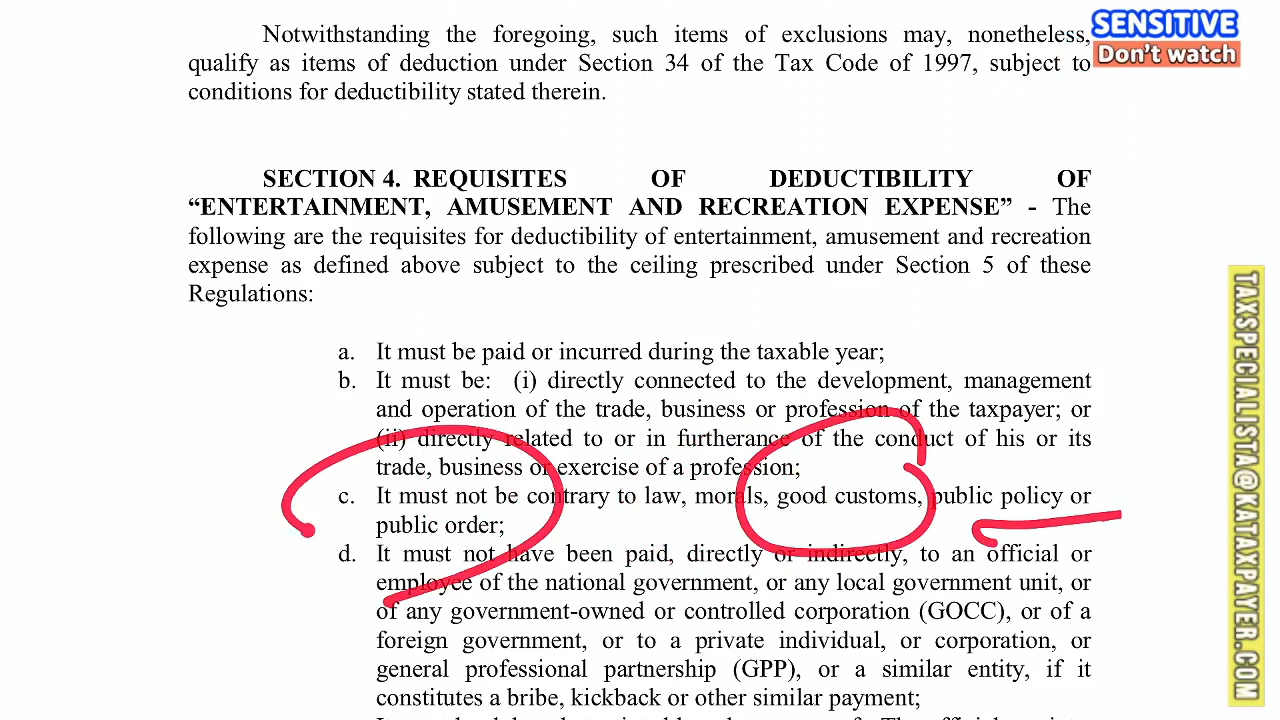 SENSITIVE
Don't watch
Notwithstanding the foregoing, such items of exclusions may, nonetheless,
qualify as items of deduction under Section 34 of the Tax Code of 1997, subject to
conditions for deductibility stated therein.
SECTION 4. REQUISITES OF DEDUCTIBILITY OF
“ENTERTAINMENT, AMUSEMENT AND RECREATION EXPENSE” - The
following are the requisites for deductibility of entertainment, amusement and recreation
expense as defined above subject to the ceiling prescribed under Section 5 of these
Regulations:
a. It must be paid or incurred during the taxable year;
b. It must be: (i) directly connected to the development, management
and operation of the trade, business or profession of the taxpayer; or
(ii) directly related to or in furtherance of the conduct of his or its
trade, business or exercise of a profession;
c. It must not be contrary to law, morals, good customs, public policy or
public order;
d. It must not have been paid, directly or indirectly, to an official or
employee of the national government, or any local government unit, or
of any government-owned or controlled corporation (GOCC), or of a
foreign government, or to a private individual, or corporation, or
general professional partnership (GPP), or a similar entity, if it
constitutes a bribe, kickback or other similar payment;
TAXSPECIALISTA@KATAXPAYER.COM